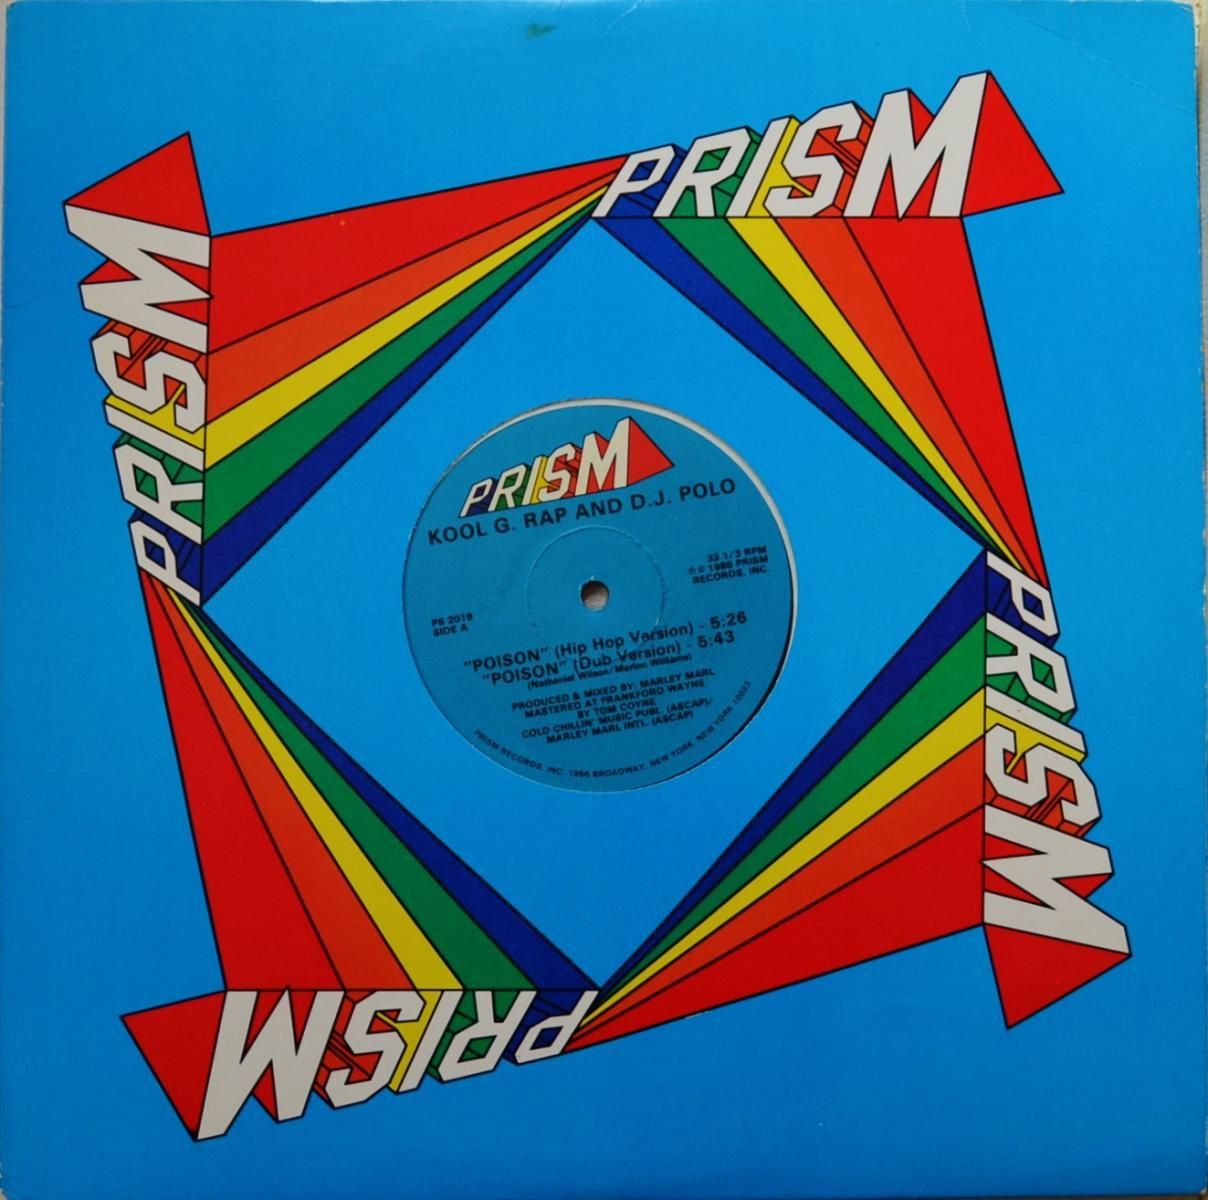 PRISM
PRISM
PRISM
KOOL G. RAP AND D.J. POLO
33 1/3 RPM
℗ © 1988 PRISM
RECORDS, INC.
PS 2019
SIDE A
"POISON" (Hip Hop Version) - 5:26
"POISON" (Dub Version) - 5:43
(Nathaniel Wilson/Marlon Williams)
PRODUCED & MIXED BY: MARLEY MARL
MASTERED AT FRANKFORD WAYNE
BY TOM COYNE
COLD CHILLIN' MUSIC PUBL. (ASCAP)/
MARLEY MARL INTL. (ASCAP)
PRISM RECORDS, INC. 1966 BROADWAY, NEW YORK, NEW YORK 10023
PRISM
PRISM